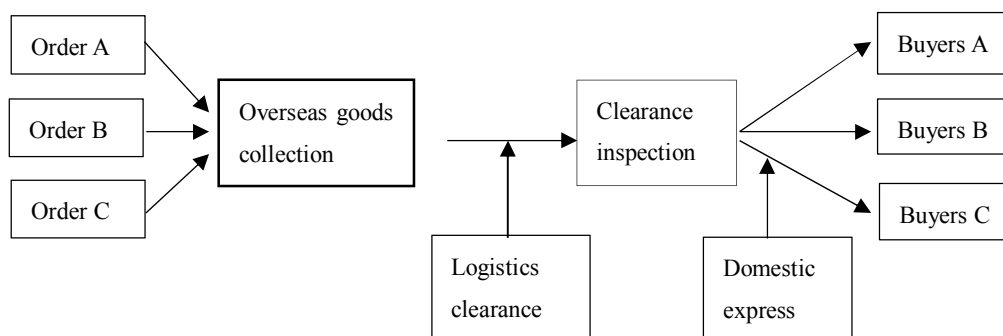 Order A
Order B
Order C
Overseas goods
collection
Clearance
inspection
Buyers A
Buyers B
Buyers C
Logistics
clearance
Domestic
express